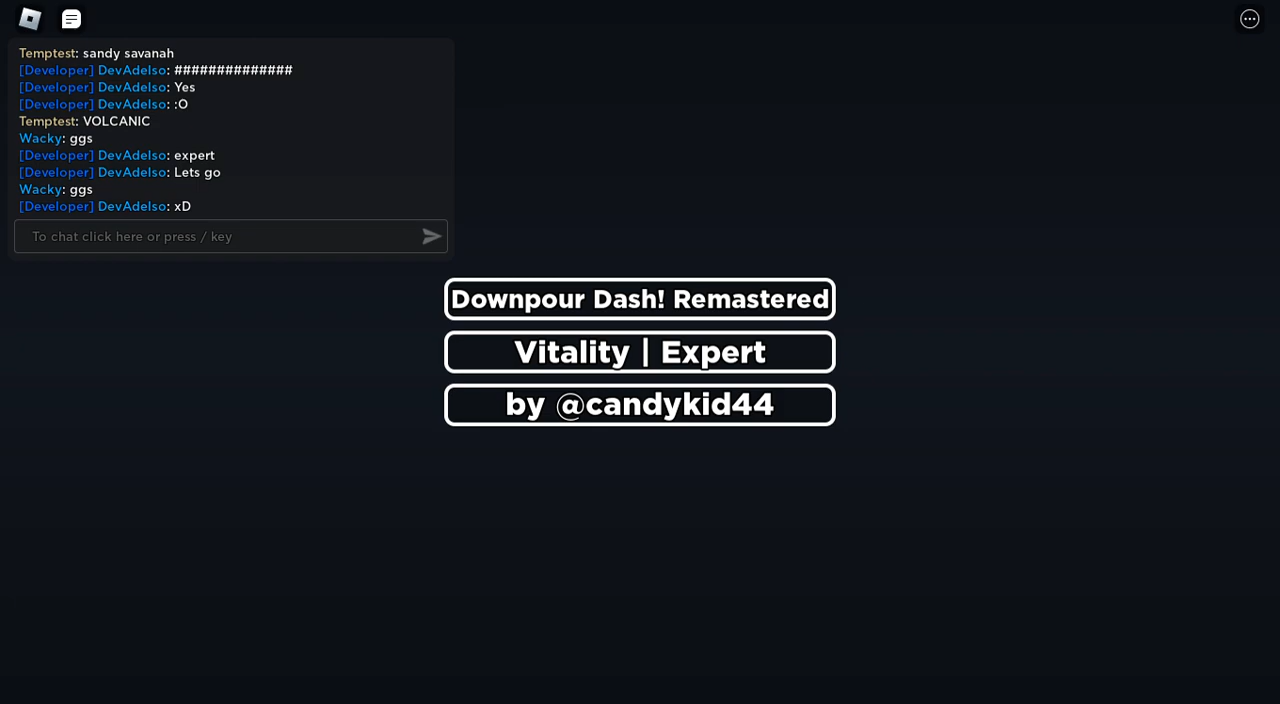 Temptest: sandy savanah
[Developer] DevAdelso: ##############
[Developer] DevAdelso: Yes
[Developer] DevAdelso: :O
Temptest: VOLCANIC
Wacky: ggs
[Developer] DevAdelso: expert
[Developer] DevAdelso: Lets go
Wacky: ggs
[Developer] DevAdelso: xD
To chat click here or press / key
Downpour Dash! Remastered
Vitality | Expert
by @candykid44